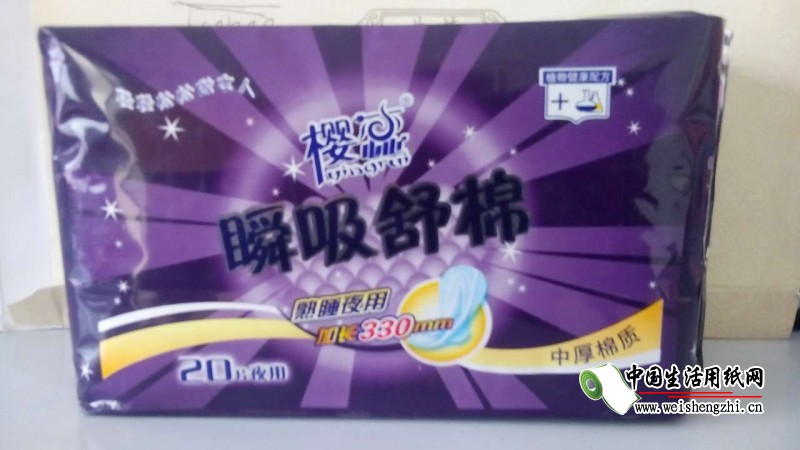 植物健康配方
樱蕊®
yingrui
瞬吸舒棉
熟睡夜用
加长330mm
中厚棉质
20片夜用
中国生活用纸网
www.weishengzhi.cn